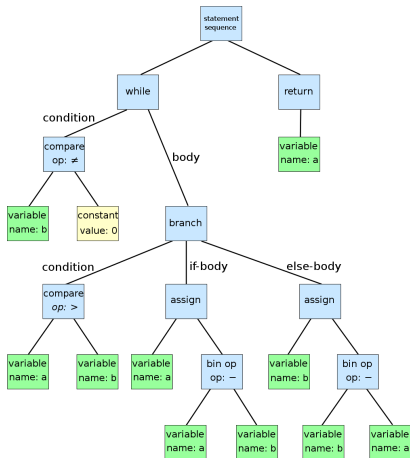 statement
sequence
while
return
condition
compare
op: ≠
body
variable
name: a
variable
name: b
constant
value: 0
branch
condition
if-body
else-body
compare
op: >
assign
assign
variable
name: a
variable
name: b
variable
name: a
bin op
op: −
variable
name: b
bin op
op: −
variable
name: a
variable
name: b
variable
name: b
variable
name: a